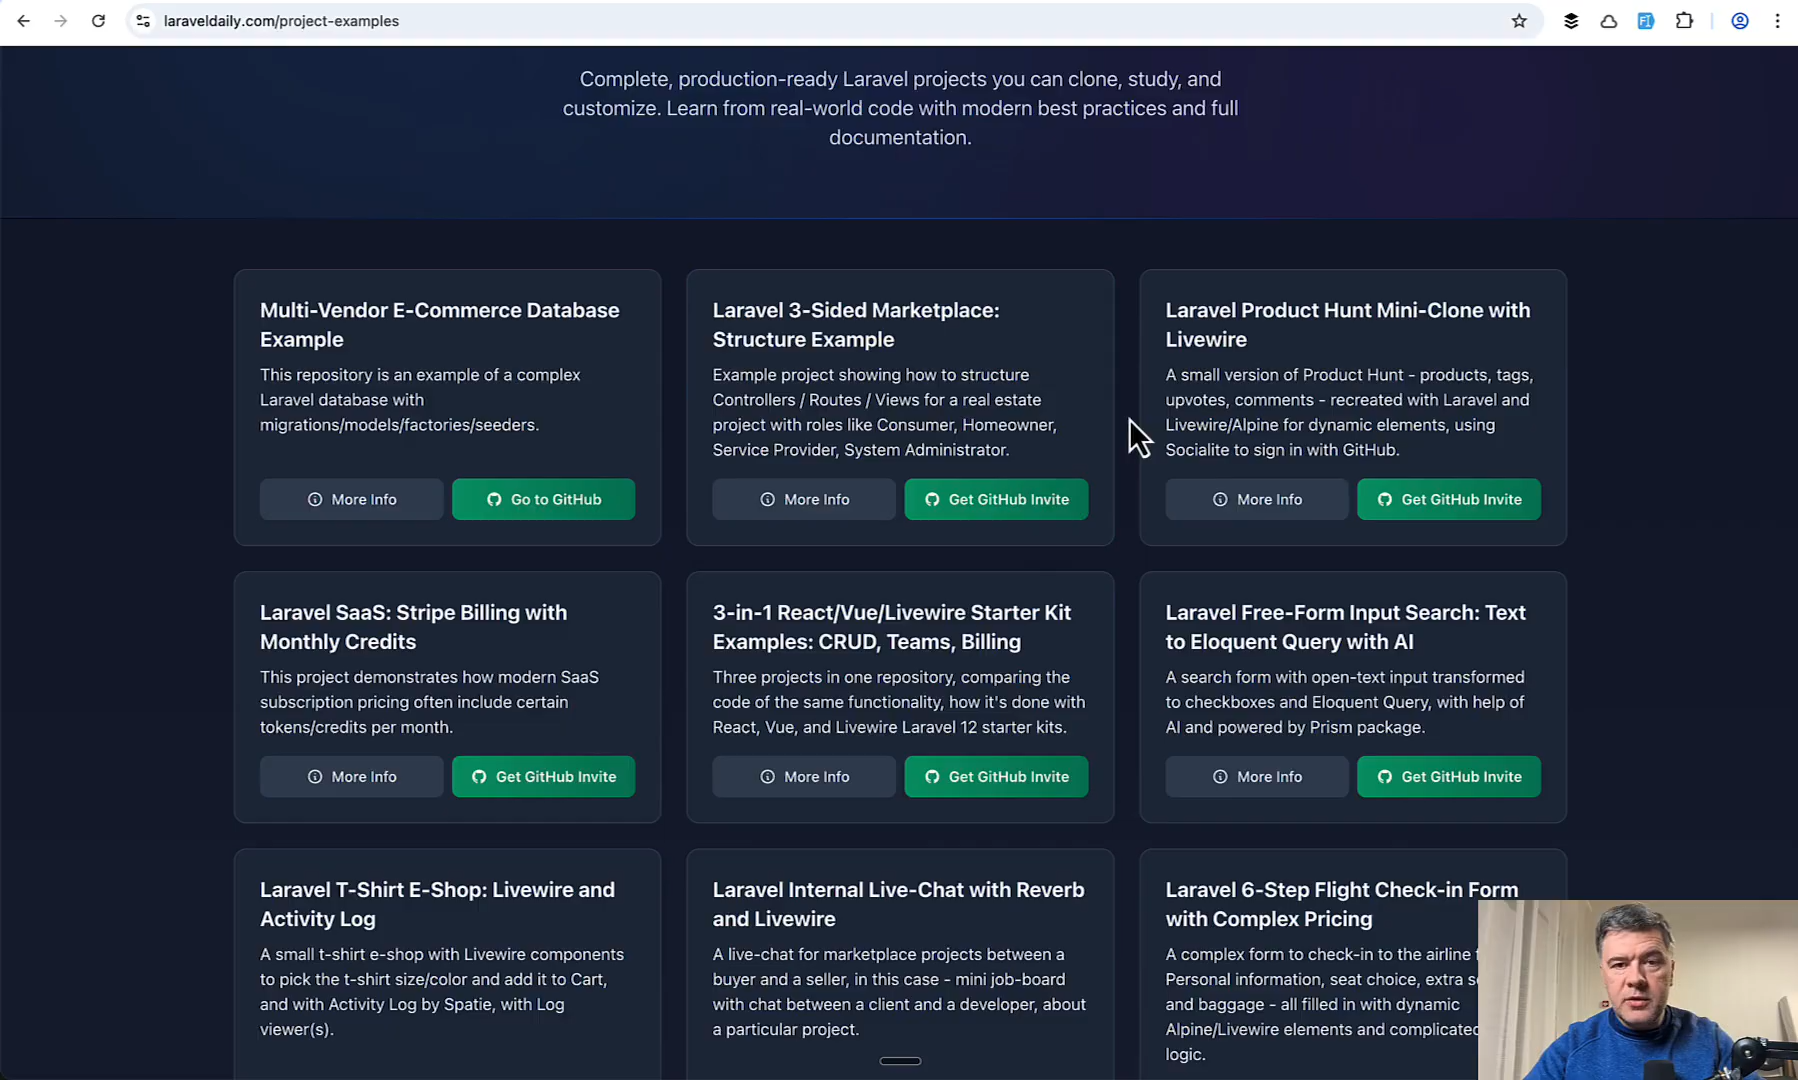 laraveldaily.com/project-examples
Complete, production-ready Laravel projects you can clone, study, and
customize. Learn from real-world code with modern best practices and full
documentation.
Multi-Vendor E-Commerce Database
Example
This repository is an example of a complex
Laravel database with
migrations/models/factories/seeders.
More Info
Go to GitHub
Laravel 3-Sided Marketplace:
Structure Example
Example project showing how to structure
Controllers / Routes / Views for a real estate
project with roles like Consumer, Homeowner,
Service Provider, System Administrator.
More Info
Get GitHub Invite
Laravel Product Hunt Mini-Clone with
Livewire
A small version of Product Hunt - products, tags,
upvotes, comments - recreated with Laravel and
Livewire/Alpine for dynamic elements, using
Socialite to sign in with GitHub.
More Info
Get GitHub Invite
Laravel SaaS: Stripe Billing with
Monthly Credits
This project demonstrates how modern SaaS
subscription pricing often include certain
tokens/credits per month.
More Info
Get GitHub Invite
3-in-1 React/Vue/Livewire Starter Kit
Examples: CRUD, Teams, Billing
Three projects in one repository, comparing the
code of the same functionality, how it's done with
React, Vue, and Livewire Laravel 12 starter kits.
More Info
Get GitHub Invite
Laravel Free-Form Input Search: Text
to Eloquent Query with AI
A search form with open-text input transformed
to checkboxes and Eloquent Query, with help of
AI and powered by Prism package.
More Info
Get GitHub Invite
Laravel T-Shirt E-Shop: Livewire and
Activity Log
A small t-shirt e-shop with Livewire components
to pick the t-shirt size/color and add it to Cart,
and with Activity Log by Spatie, with Log
viewer(s).
Laravel Internal Live-Chat with Reverb
and Livewire
A live-chat for marketplace projects between a
buyer and a seller, in this case - mini job-board
with chat between a client and a developer, about
a particular project.
Laravel 6-Step Flight Check-in Form
with Complex Pricing
A complex form to check-in to the airline
Personal information, seat choice, extra
and baggage - all filled in with dynamic
Alpine/Livewire elements and complicated
logic.